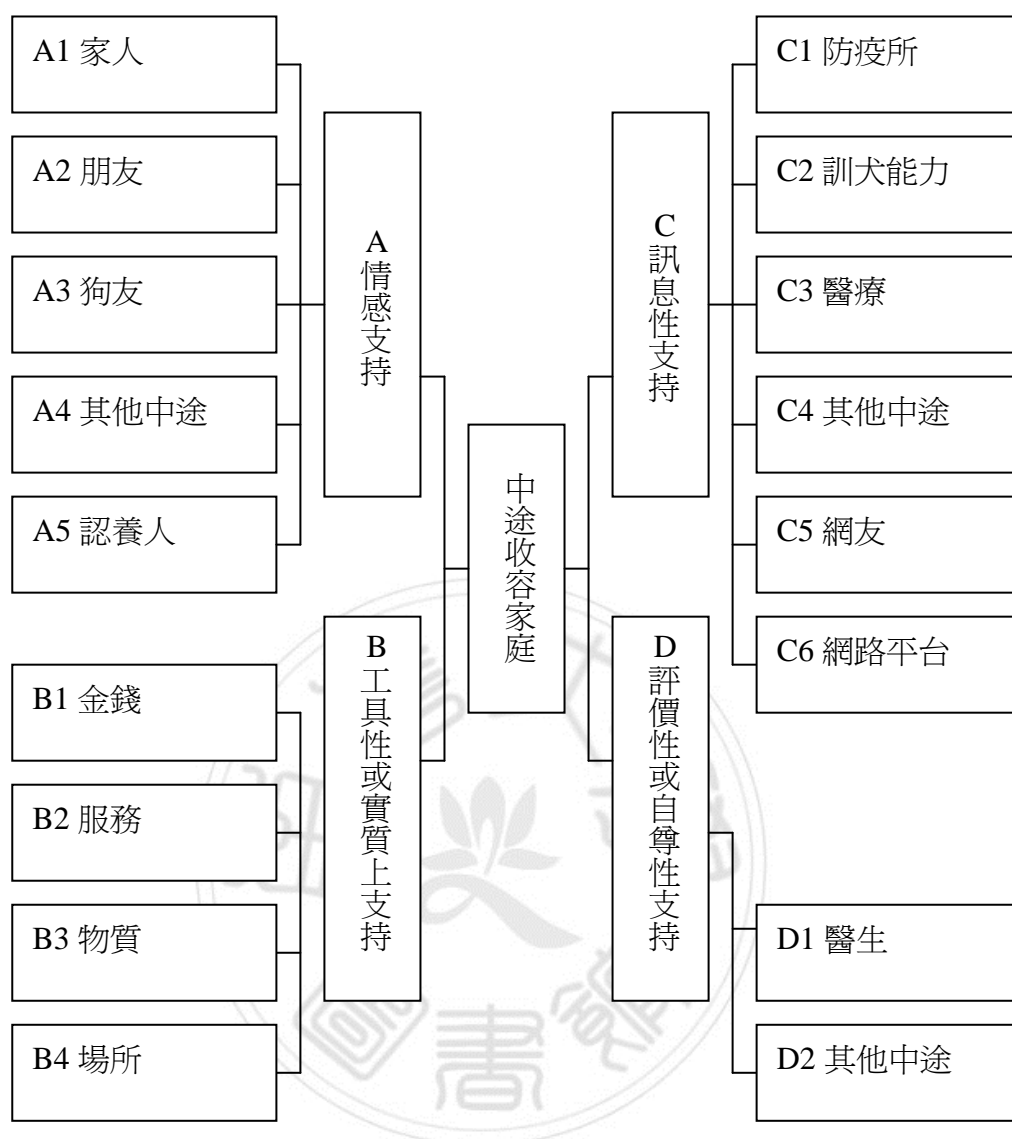 A1 家人
A2 朋友
A3 狗友
A4 其他中途
A5 認養人
A
情感支持
B1 金錢
B2 服務
B3 物質
B4 場所
B
工具性或實質上支持
中途收容家庭
C
訊息性支持
C1 防疫所
C2 訓犬能力
C3 醫療
C4 其他中途
C5 網友
C6 網路平台
D
評價性或自尊性支持
D1 醫生
D2 其他中途